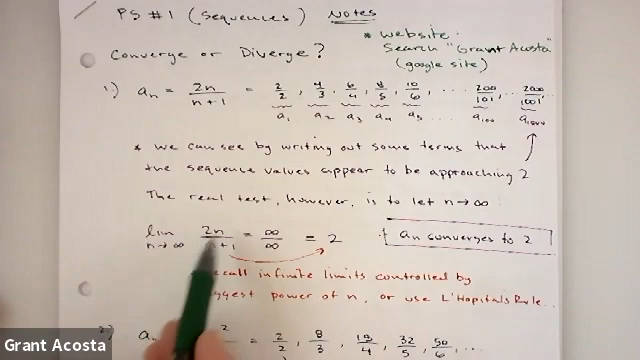 PS #1 (Sequences) Notes
* website:
Search "Grant Acosta"
(google site)
Converge or Diverge?
1.) an = 2n/(n+1) = 2/2, 4/3, 6/4, 8/5, 10/6, ... 200/101, ... 2000/1001, ...
a1 a2 a3 a4 a5 a100 a1000
* we can see by writing out some terms that
the sequence values appear to be approaching 2
The real test, however, is to let n→∞
lim n→∞ 2n/+1 = ∞/∞ = 2 an converges to 2
recall infinite limits controlled by
power of n, or use L'Hopitals Rule...
2) an 2 = 2/2, 8/3, 32/5, 50/6, ...
Grant Acosta